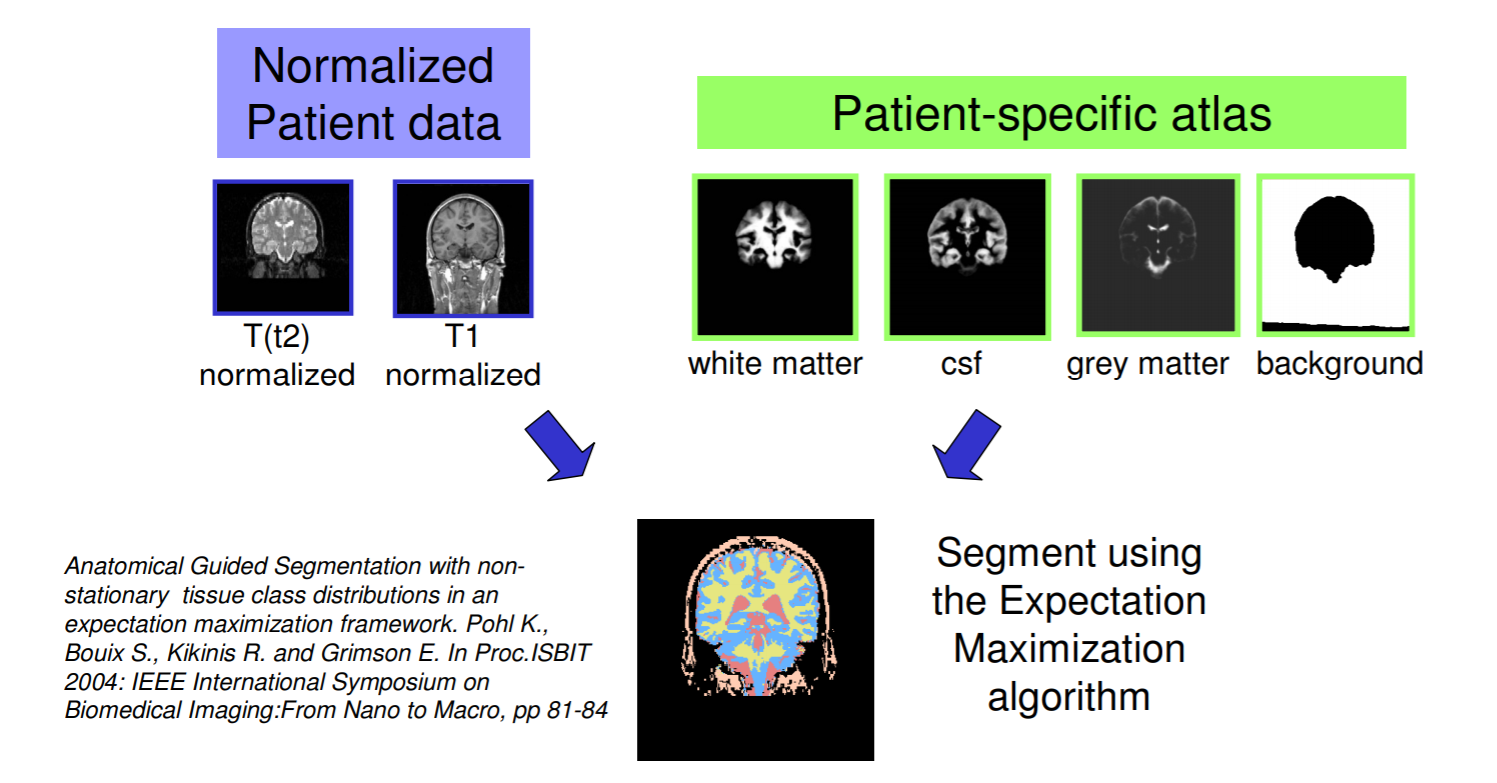 Normalized
Patient data
Patient-specific atlas
T(t2)
normalized
T1
normalized
white matter
csf
grey matter
background
Anatomical Guided Segmentation with non-
stationary tissue class distributions in an
expectation maximization framework. Pohl K.,
Bouix S., Kikinis R. and Grimson E. In Proc.ISBIT
2004: IEEE International Symposium on
Biomedical Imaging:From Nano to Macro, pp 81-84
Segment using
the Expectation
Maximization
algorithm